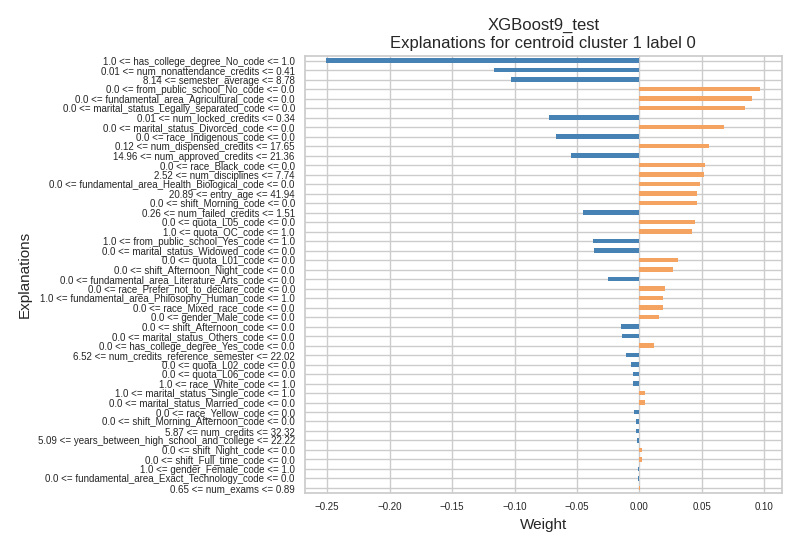 XGBoost9_test
Explanations for centroid cluster 1 label 0
1.0 <= has_college_degree_No_code <= 1.0
0.01 <= num_nonattendance_credits <= 0.41
8.14 <= semester_average <= 8.78
0.0 <= from_public_school_No_code <= 0.0
0.0 <= fundamental_area_Agricultural_code <= 0.0
0.0 <= marital_status_Legally_separated_code <= 0.0
0.01 <= num_locked_credits <= 0.34
0.0 <= marital_status_Divorced_code <= 0.0
0.0 <= race_Indigenous_code <= 0.0
0.12 <= num_dispensed_credits <= 17.65
14.96 <= num_approved_credits <= 21.36
0.0 <= race_Black_code <= 0.0
2.52 <= num_disciplines <= 7.74
0.0 <= fundamental_area_Health_Biological_code <= 0.0
20.89 <= entry_age <= 41.94
0.0 <= shift_Morning_code <= 0.0
0.26 <= num_failed_credits <= 1.51
0.0 <= quota_L05_code <= 0.0
1.0 <= quota_OC_code <= 1.0
1.0 <= from_public_school_Yes_code <= 1.0
0.0 <= marital_status_Widowed_code <= 0.0
0.0 <= quota_L01_code <= 0.0
0.0 <= shift_Afternoon_Night_code <= 0.0
0.0 <= fundamental_area_Literature_Arts_code <= 0.0
0.0 <= race_Prefer_not_to_declare_code <= 0.0
1.0 <= fundamental_area_Philosophy_Human_code <= 1.0
0.0 <= race_Mixed_race_code <= 0.0
0.0 <= gender_Male_code <= 0.0
0.0 <= shift_Afternoon_code <= 0.0
0.0 <= marital_status_Others_code <= 0.0
0.0 <= has_college_degree_Yes_code <= 0.0
6.52 <= num_credits_reference_semester <= 22.02
0.0 <= quota_L02_code <= 0.0
0.0 <= quota_L06_code <= 0.0
1.0 <= race_White_code <= 1.0
1.0 <= marital_status_Single_code <= 1.0
0.0 <= marital_status_Married_code <= 0.0
0.0 <= race_Yellow_code <= 0.0
0.0 <= shift_Morning_Afternoon_code <= 0.0
5.87 <= num_credits <= 32.32
5.09 <= years_between_high_school_and_college <= 22.22
0.0 <= shift_Night_code <= 0.0
0.0 <= shift_Full_time_code <= 0.0
1.0 <= gender_Female_code <= 1.0
0.0 <= fundamental_area_Exact_Technology_code <= 0.0
0.65 <= num_exams <= 0.89
Explanations
−0.25 −0.20 −0.15 −0.10 −0.05 0.00 0.05 0.10
Weight